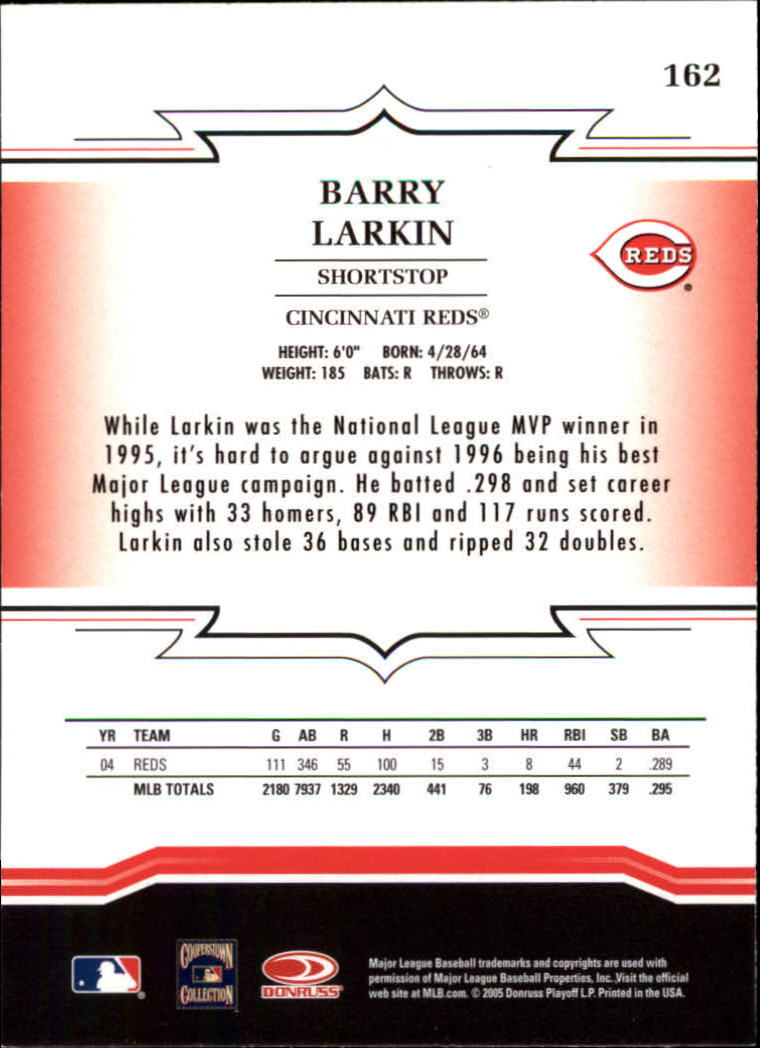 162
BARRY
LARKIN
REDS
SHORTSTOP
CINCINNATI REDS®
HEIGHT: 6'0" BORN: 4/28/64
WEIGHT: 185 BATS: R THROWS: R
While Larkin was the National League MVP winner in
1995, it's hard to argue against 1996 being his best
Major League campaign. He batted .298 and set career
highs with 33 homers, 89 RBI and 117 runs scored.
Larkin also stole 36 bases and ripped 32 doubles.
YR TEAM G AB R H 2B 3B HR RBI SB BA
04 REDS 111 346 55 100 15 3 8 44 2 .289
MLB TOTALS 2180 7937 1329 2340 441 76 198 960 379 .295
COOPERSTOWN
COLLECTION
DONRUSS
Major League Baseball trademarks and copyrights are used with
permission of Major League Baseball Properties, Inc. Visit the official
web site at MLB.com. © 2005 Donruss Playoff L.P. Printed in the USA.